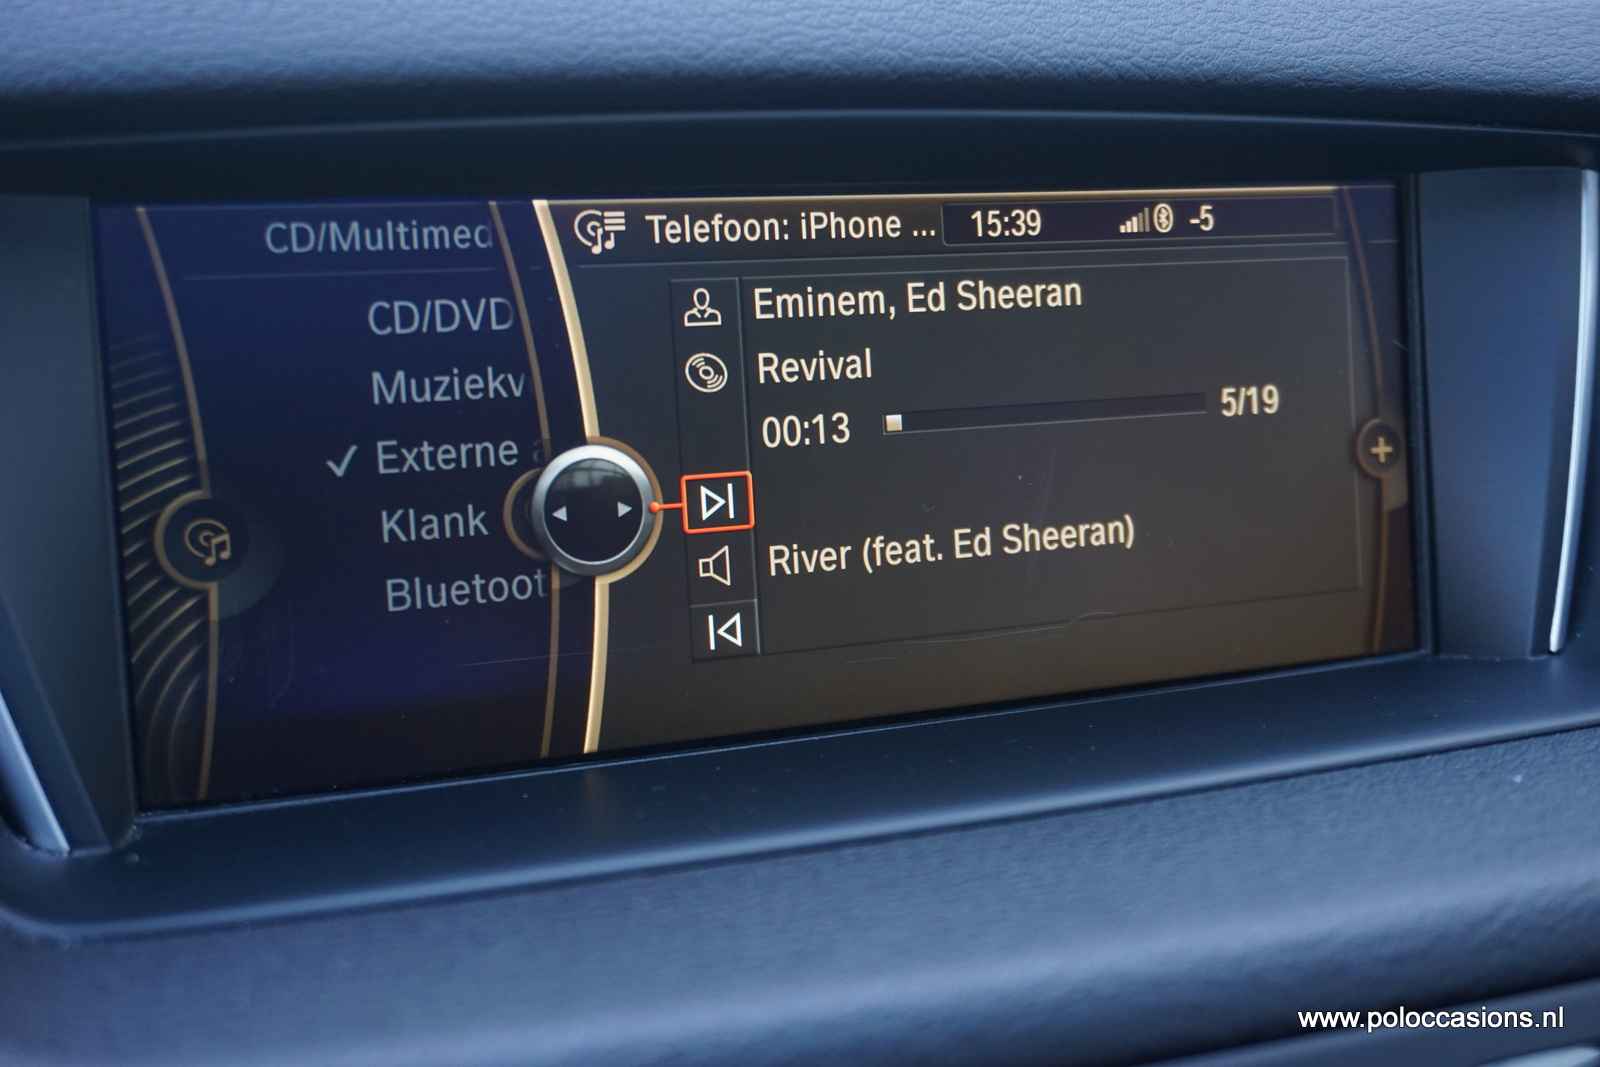 CD/Multimed
CD/DVD
Muziekv
✓ Externe
Klank
Bluetoot
Telefoon: iPhone ...
15:39
-5
Eminem, Ed Sheeran
Revival
00:13
5/19
River (feat. Ed Sheeran)
www.poloccasions.nl